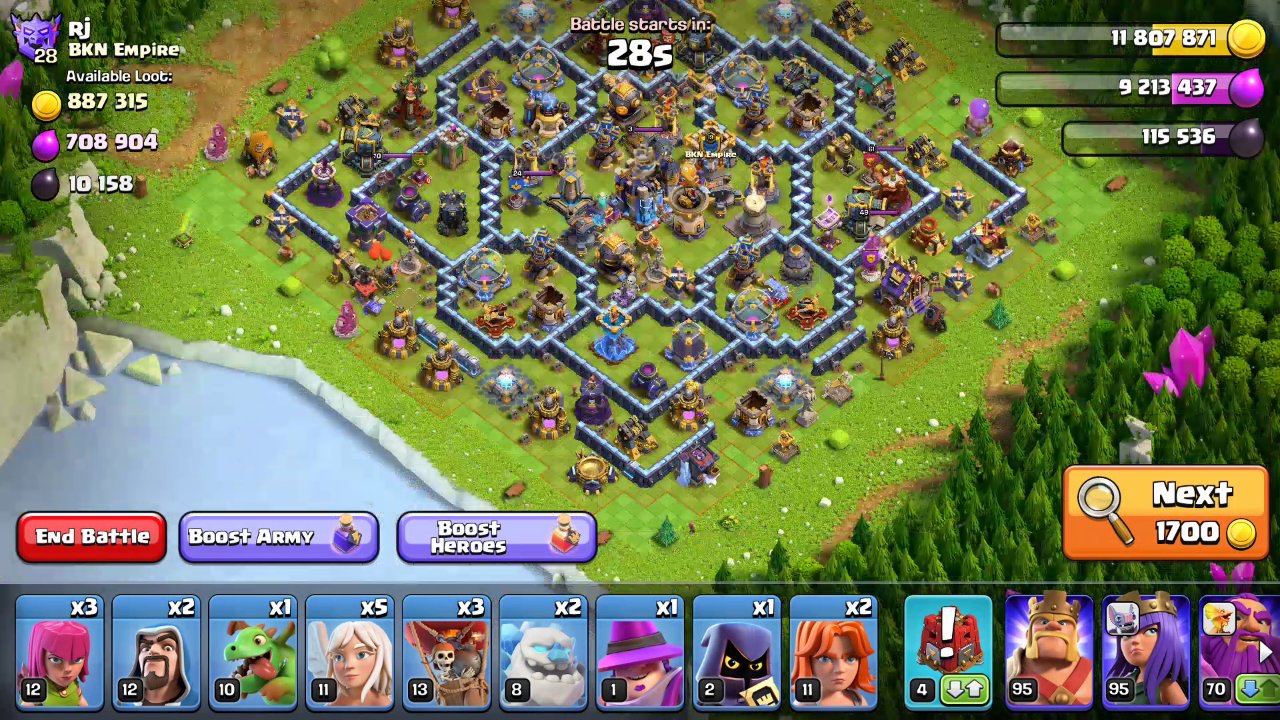 Rj
28
BKN Empire
Available Loot:
887 315
708 904
10 158
Battle starts in:
28s
11 807 871
9 213 437
115 536
BKN Empire
End Battle
Boost Army
Boost
Heroes
Next
1700
x3
x2
x1
x5
x3
x2
x1
x1
x2
12
12
10
11
13
8
1
2
11
4
95
95
70